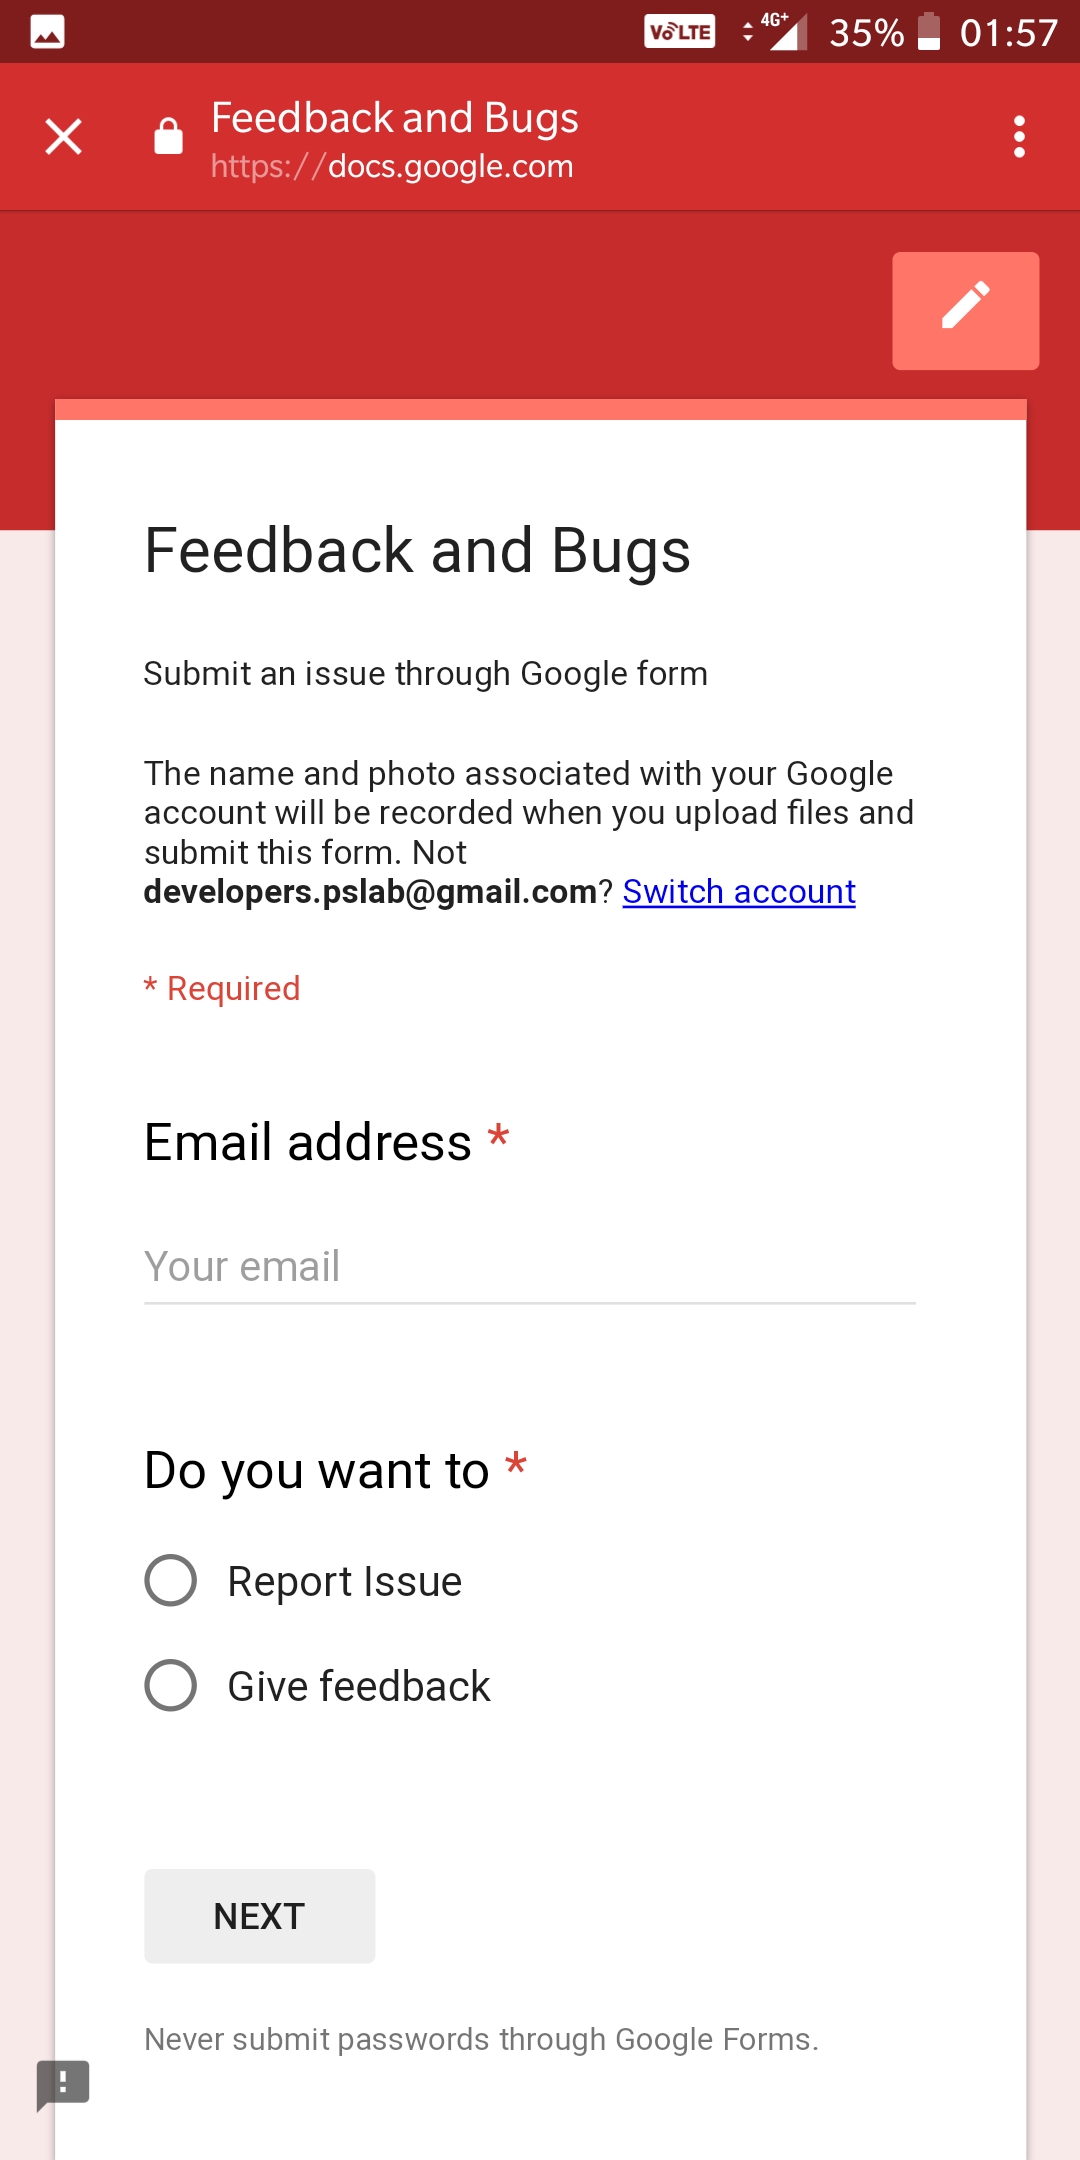 VoLTE 4G+ 35% 01:57
Feedback and Bugs
https://docs.google.com
Feedback and Bugs
Submit an issue through Google form
The name and photo associated with your Google
account will be recorded when you upload files and
submit this form. Not
developers.pslab@gmail.com? Switch account
* Required
Email address *
Your email
Do you want to *
Report Issue
Give feedback
NEXT
Never submit passwords through Google Forms.